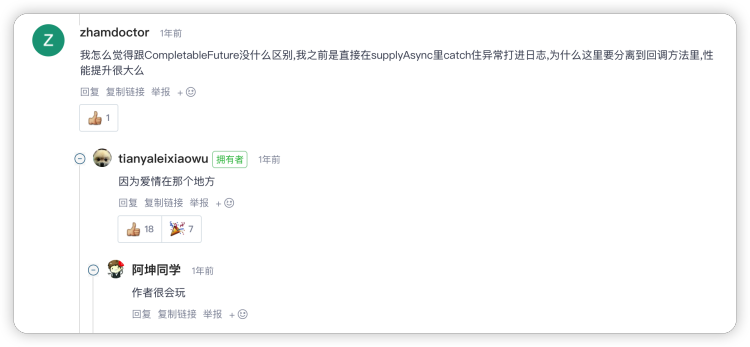 Z
zhamdoctor 1年前
我怎么觉得跟CompletableFuture没什么区别,我之前是直接在supplyAsync里catch住异常打进日志,为什么这里要分离到回调方法里,性
能提升很大么
回复 复制链接 举报 +
1
tianyaleixiaowu 拥有者 1年前
因为爱情在那个地方
回复 复制链接 举报 +
18 7
阿坤同学 1年前
作者很会玩
回复 复制链接 举报 +